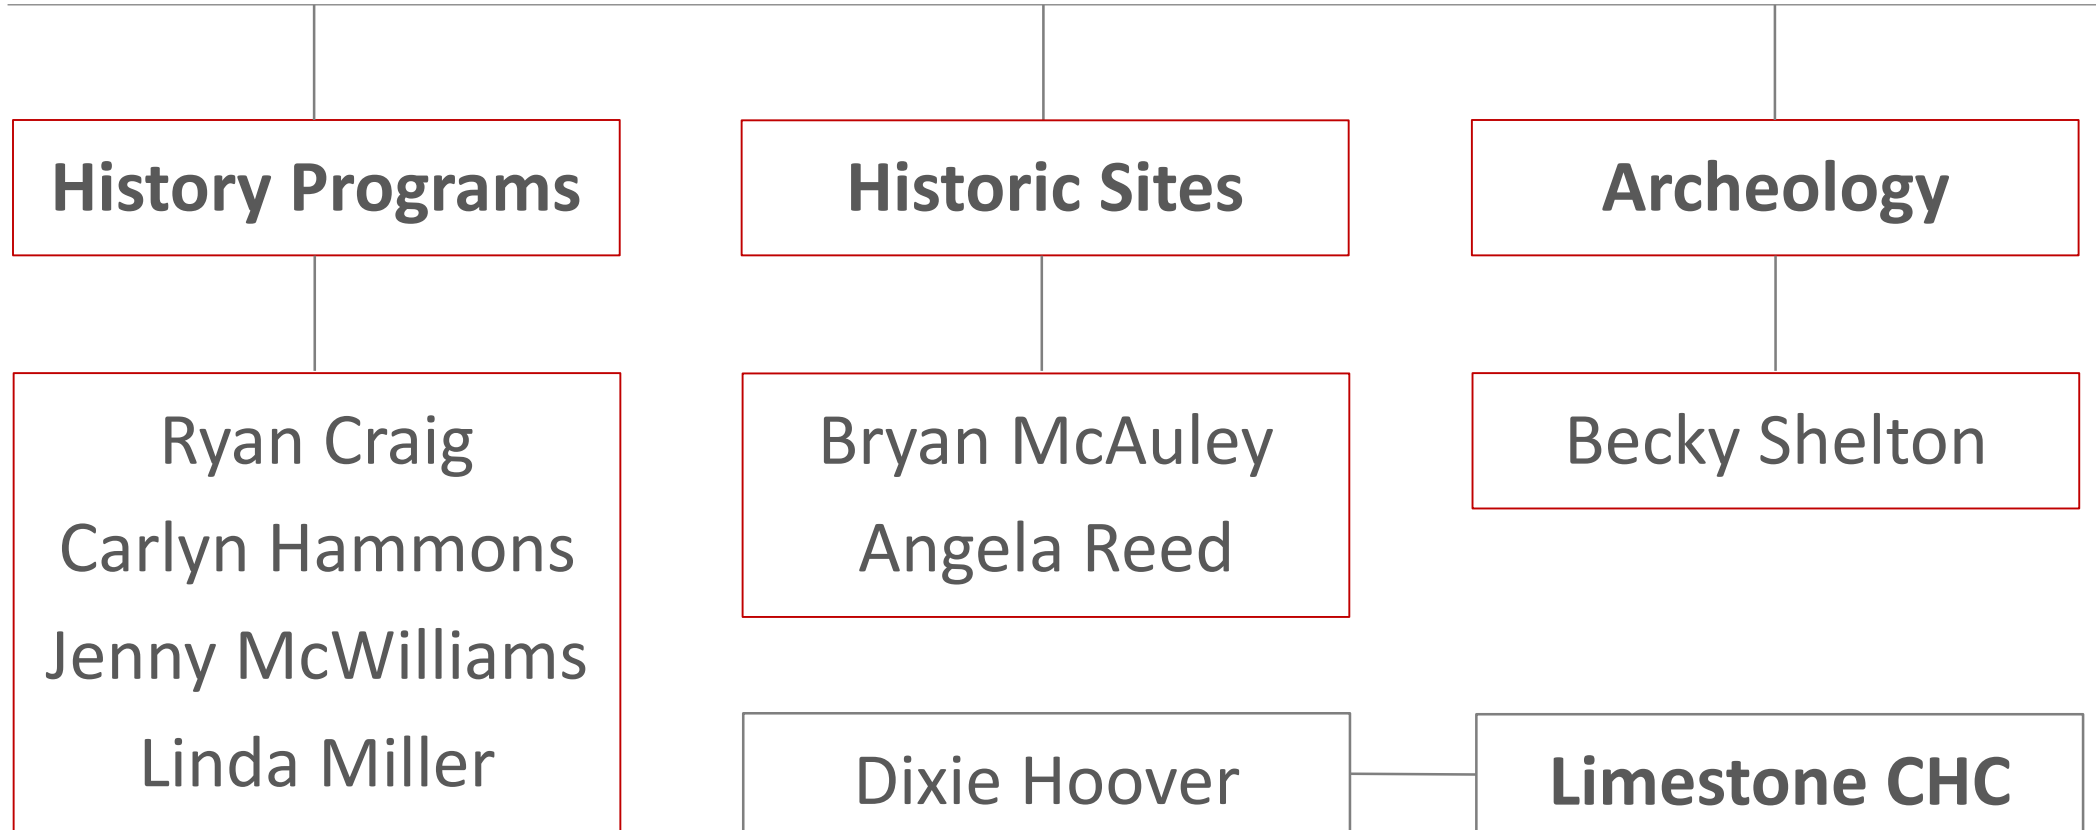 History Programs
Historic Sites
Archeology
Ryan Craig
Carlyn Hammons
Jenny McWilliams
Linda Miller
Bryan McAuley
Angela Reed
Becky Shelton
Dixie Hoover
Limestone CHC